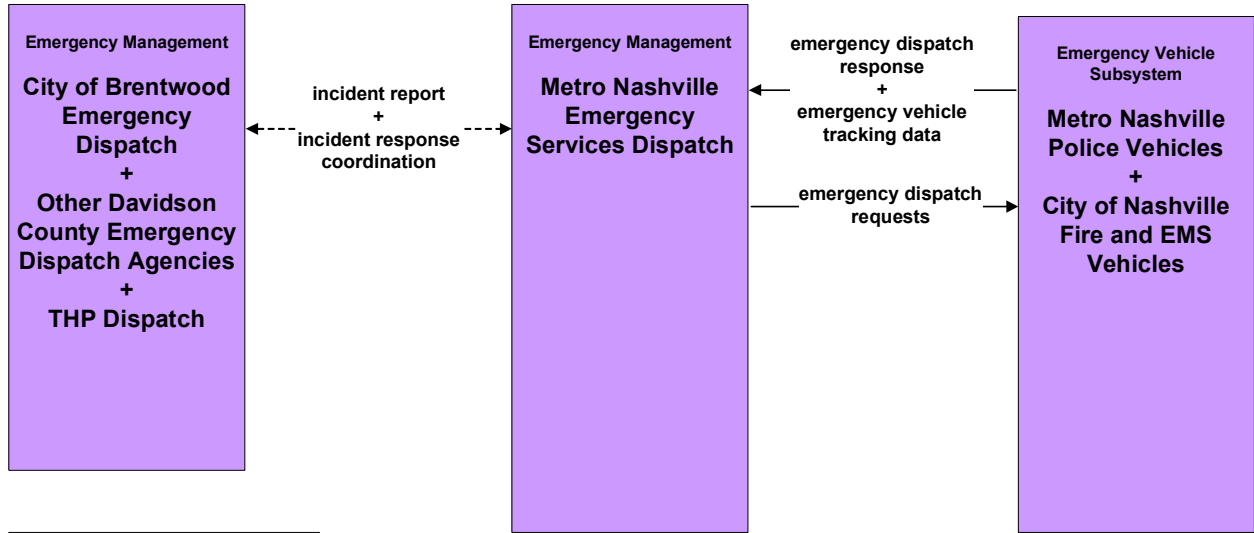 Emergency Management
City of Brentwood
Emergency
Dispatch
+
Other Davidson
County Emergency
Dispatch Agencies
+
THP Dispatch
incident report
+
incident response
coordination
Emergency Management
Metro Nashville
Emergency
Services Dispatch
emergency dispatch
response
+
emergency vehicle
tracking data
emergency dispatch
requests
Emergency Vehicle
Subsystem
Metro Nashville
Police Vehicles
+
City of Nashville
Fire and EMS
Vehicles